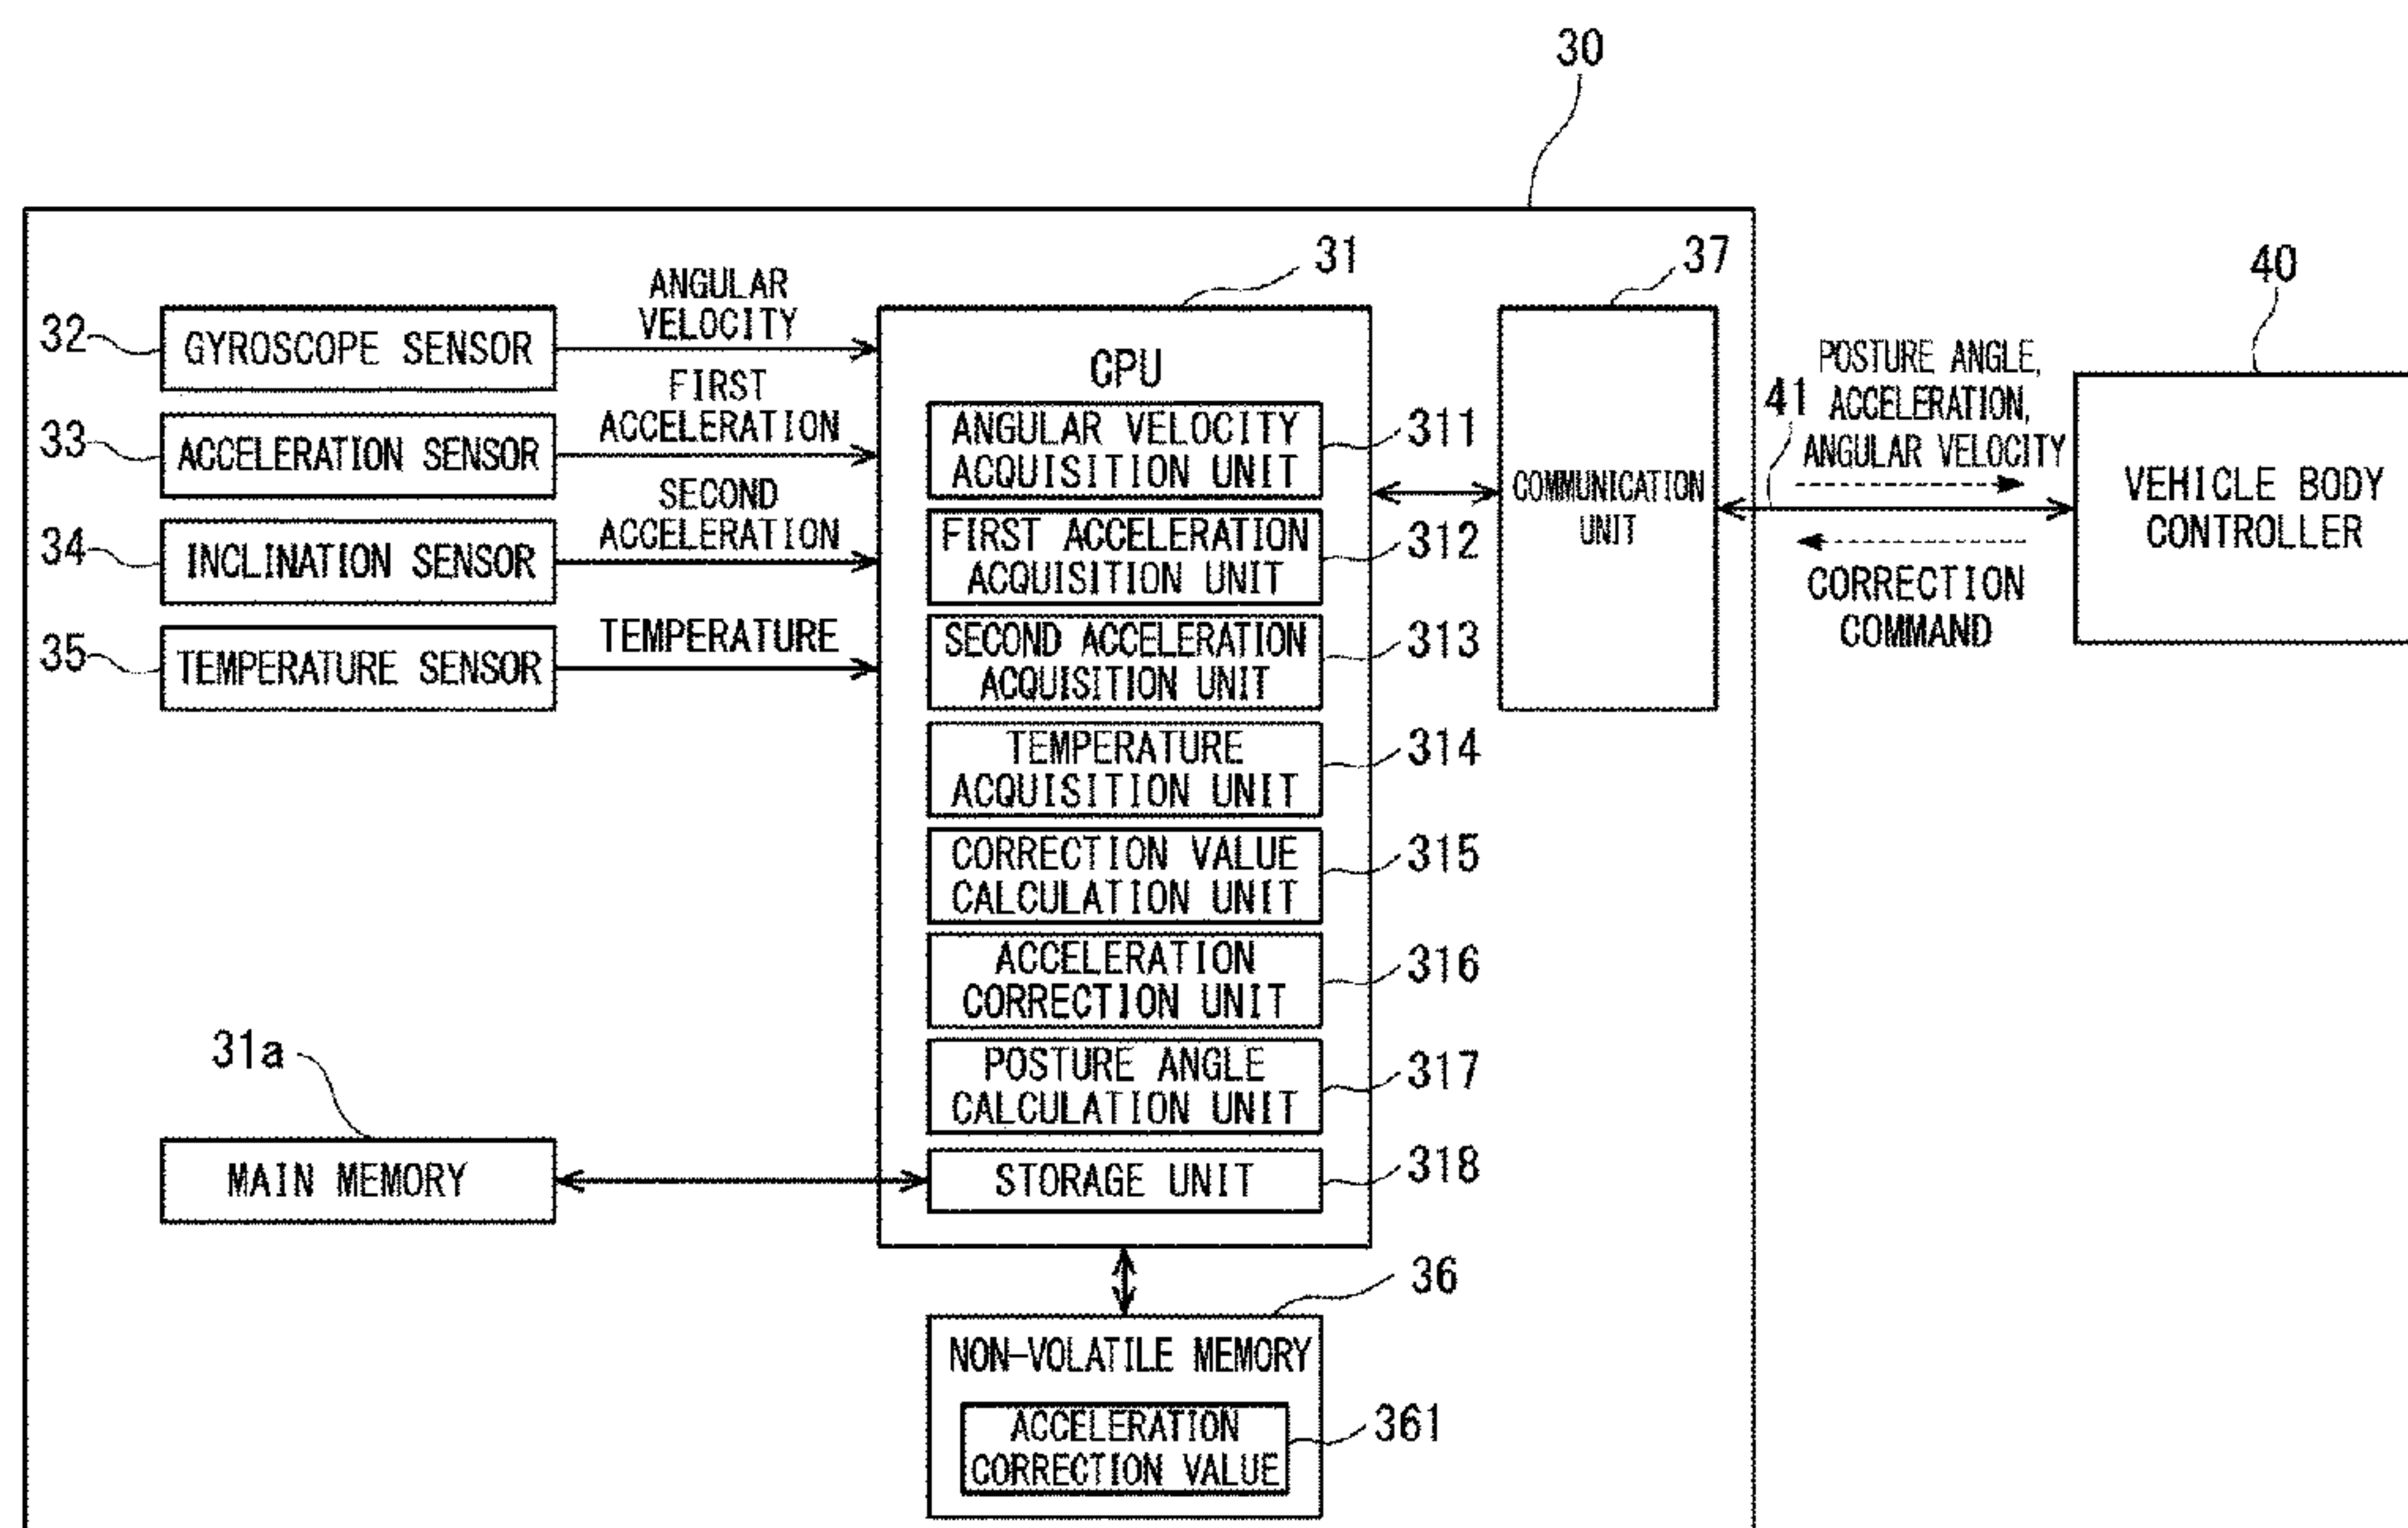 30
31
37
40
ANGULAR
VELOCITY
32
GYROSCOPE SENSOR
FIRST
ACCELERATION
33
ACCELERATION SENSOR
SECOND
ACCELERATION
34
INCLINATION SENSOR
TEMPERATURE
35
TEMPERATURE SENSOR
CPU
ANGULAR VELOCITY
ACQUISITION UNIT
311
FIRST ACCELERATION
ACQUISITION UNIT
312
SECOND ACCELERATION
ACQUISITION UNIT
313
TEMPERATURE
ACQUISITION UNIT
314
CORRECTION VALUE
CALCULATION UNIT
315
ACCELERATION
CORRECTION UNIT
316
POSTURE ANGLE
CALCULATION UNIT
317
STORAGE UNIT
318
31a
MAIN MEMORY
COMMUNICATION
UNIT
41
POSTURE ANGLE,
ACCELERATION,
ANGULAR VELOCITY
CORRECTION
COMMAND
VEHICLE BODY
CONTROLLER
36
NON-VOLATILE MEMORY
ACCELERATION
CORRECTION VALUE
361